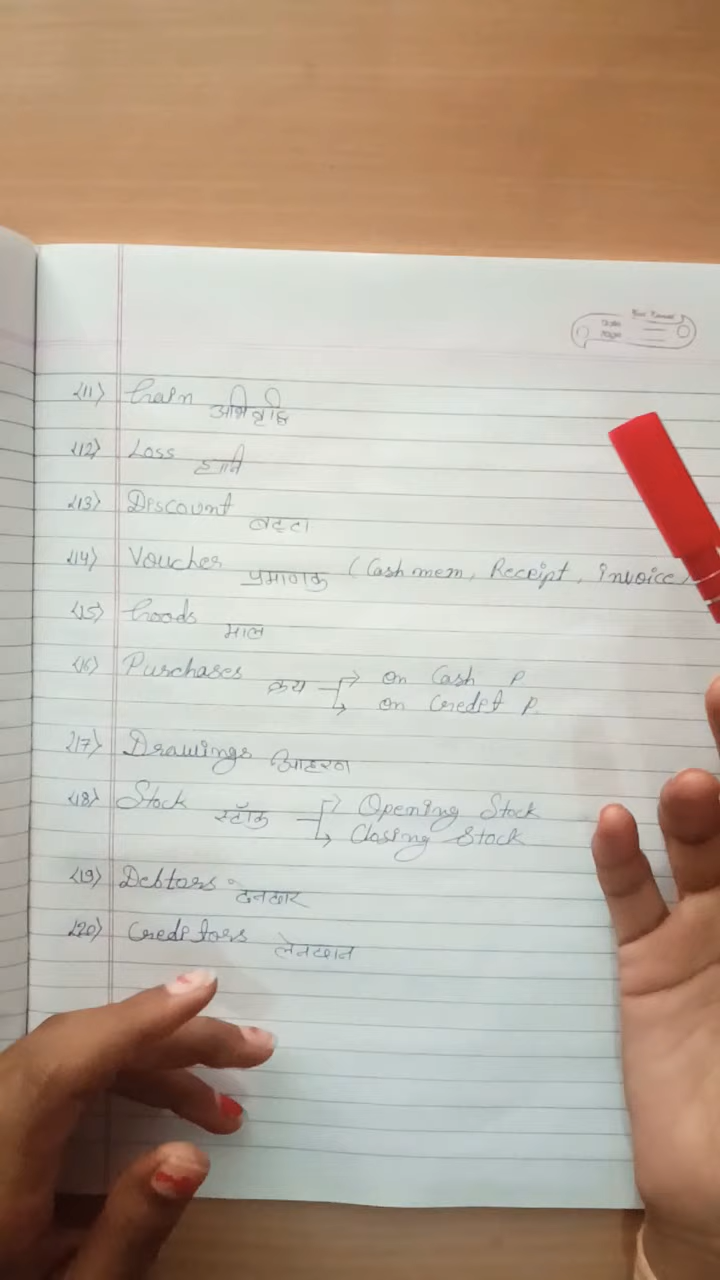 <11> Gain अभिवृद्धि
<12> Loss हानि
<13> Discount बट्टा
<14> Voucher प्रमाणक (Cash mem, Receipt, invoice)
<15> Goods माल
<16> Purchases क्रय → on Cash P.
→ on Credit P.
<17> Drawings आहरण
<18> Stock स्टॉक → Opening Stock
→ Closing Stock
<19> Debtors देनदार
<20> Creditors लेनदान